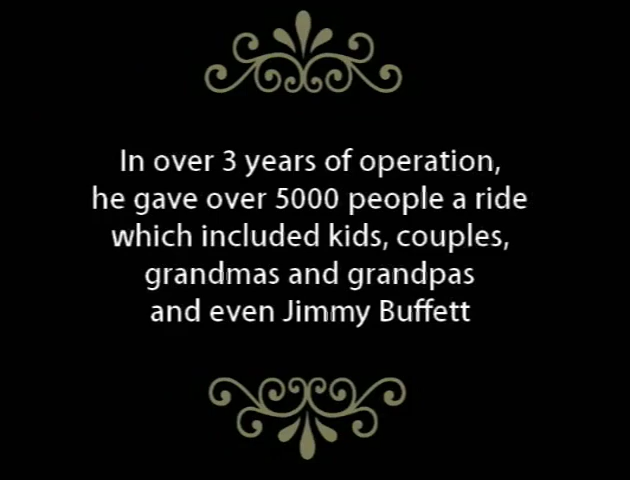 In over 3 years of operation,
he gave over 5000 people a ride
which included kids, couples,
grandmas and grandpas
and even Jimmy Buffett